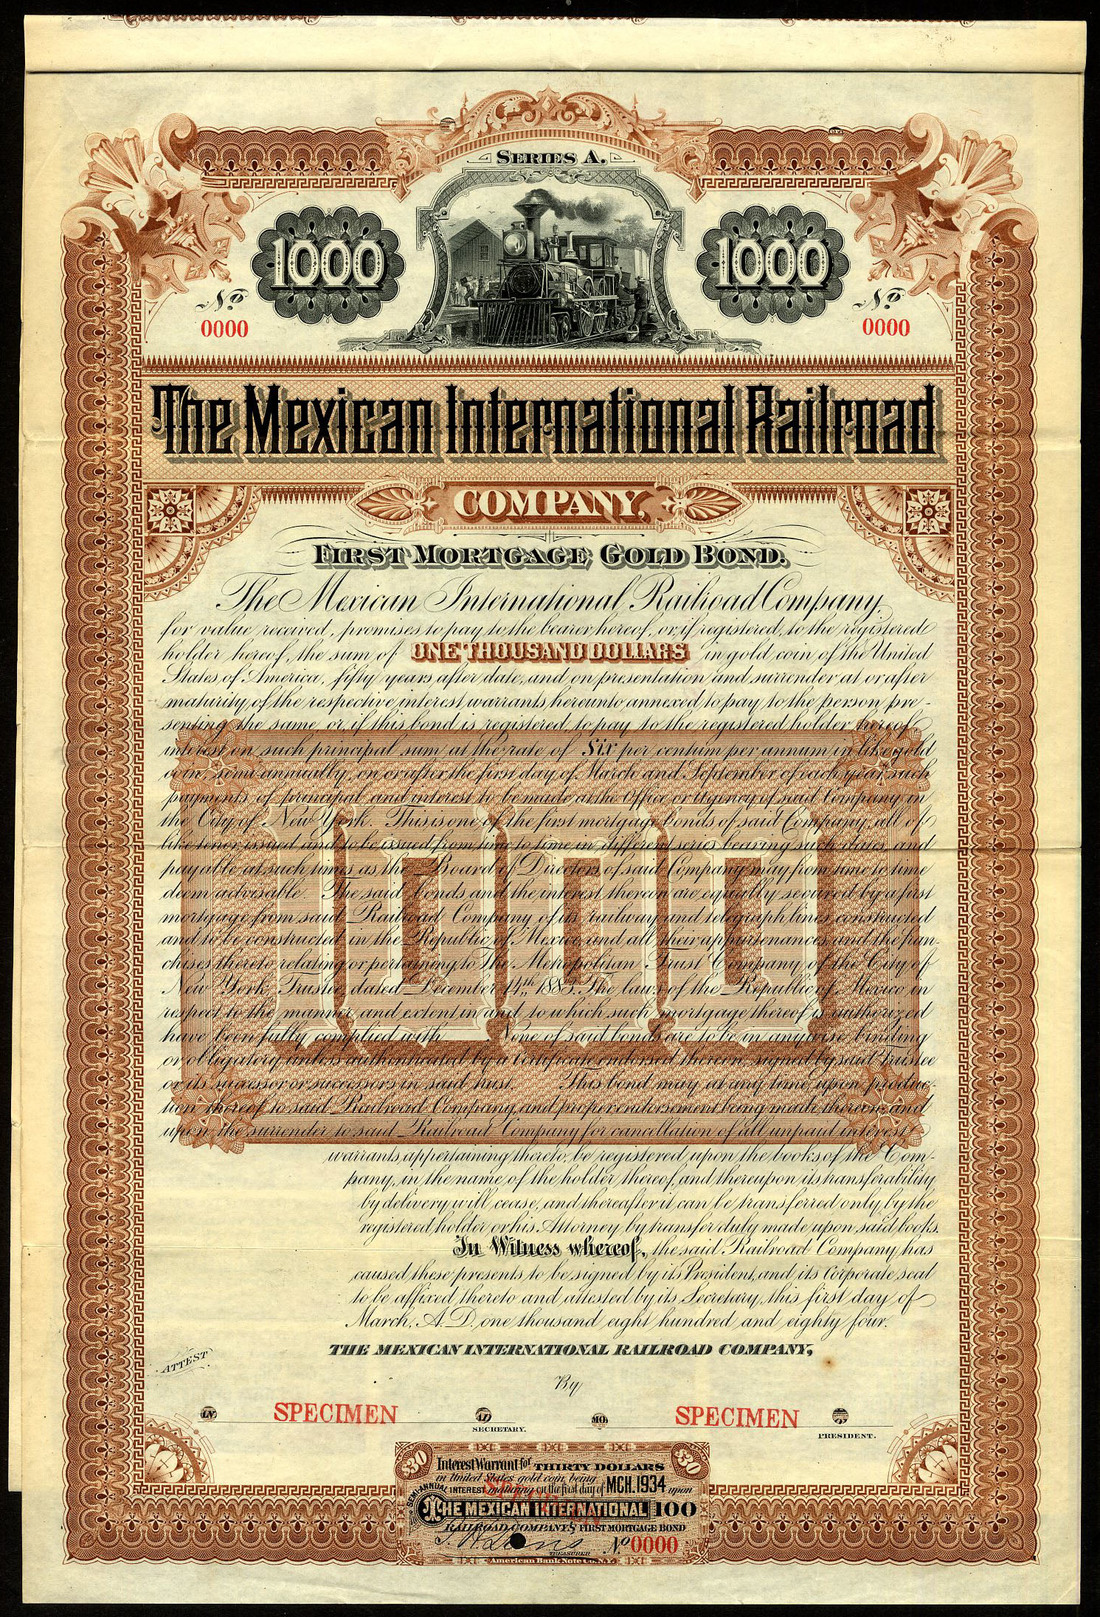 SERIES A.
1000 1000
No No
0000 0000
The Mexican International Railroad
COMPANY,
FIRST MORTGAGE GOLD BOND.
The Mexican International Railroad Company,
for value received, promises to pay to the bearer hereof, or, if registered, to the registered
holder hereof, the sum of ONE THOUSAND DOLLARS in gold coin of the United
States of America, fifty years after date, and on presentation and surrender at or after
maturity of the respective interest warrants hereunto annexed, to pay to the person pre-
senting the same or if this bond is registered to pay to the registered holder hereof
interest on such principal sum at the rate of Six per centum per annum in like gold
coin, semi annually, on or after the first day of March and September of each year, such
payments of principal and interest to be made at the Office or Agency of said Company in
the City of New York. This is one of the first mortgage bonds of said Company, all of
like tenor, issued and to be issued from time to time in different series bearing such dates, and
payable at such times as the Board of Directors of said Company may from time to time
deem advisable. The said bonds and the interest thereon are equally secured by a first
mortgage from said Railroad Company of its railway and telegraph lines, constructed
and to be constructed in the Republic of Mexico, and all their appurtenances, and the fran-
chises thereto relating or pertaining to The Metropolitan Trust Company of the City of
New York, Trustee, dated December 14th 1883. The laws of the Republic of Mexico in
respect to the manner, and extent in and to which such mortgage thereof is authorized
have been fully complied with. None of said bonds are to be in anywise binding
or obligatory unless authenticated by a Certificate endorsed thereon, signed by said trustee
or its successor or successors in said trust. This bond may at any time, upon produc-
tion thereof to said Railroad Company, and proper endorsement being made thereon, and
upon the surrender to said Railroad Company for cancellation of all unpaid interest
warrants appertaining thereto, be registered upon the books of the Com-
pany, in the name of the holder thereof, and thereupon its transferability
by delivery will cease, and thereafter it can be transferred only by the
registered holder or his Attorney by transfer duly made upon said books.
In Witness whereof, the said Railroad Company has
caused these presents to be signed by its President, and its Corporate seal
to be affixed thereto and attested by its Secretary, this first day of
March, A.D. one thousand eight hundred and eighty four.
THE MEXICAN INTERNATIONAL RAILROAD COMPANY,
ATTEST
By
SPECIMEN SPECIMEN
SECRETARY. PRESIDENT.
$30 Interest Warrant for THIRTY DOLLARS $30
in United States gold coin, being
SEMI-ANNUAL INTEREST maturing on the first day of MCH. 1934 upon
THE MEXICAN INTERNATIONAL 100
RAILROAD COMPANY'S FIRST MORTGAGE BOND
No 0000
TREASURER
American Bank Note Co. N.Y.